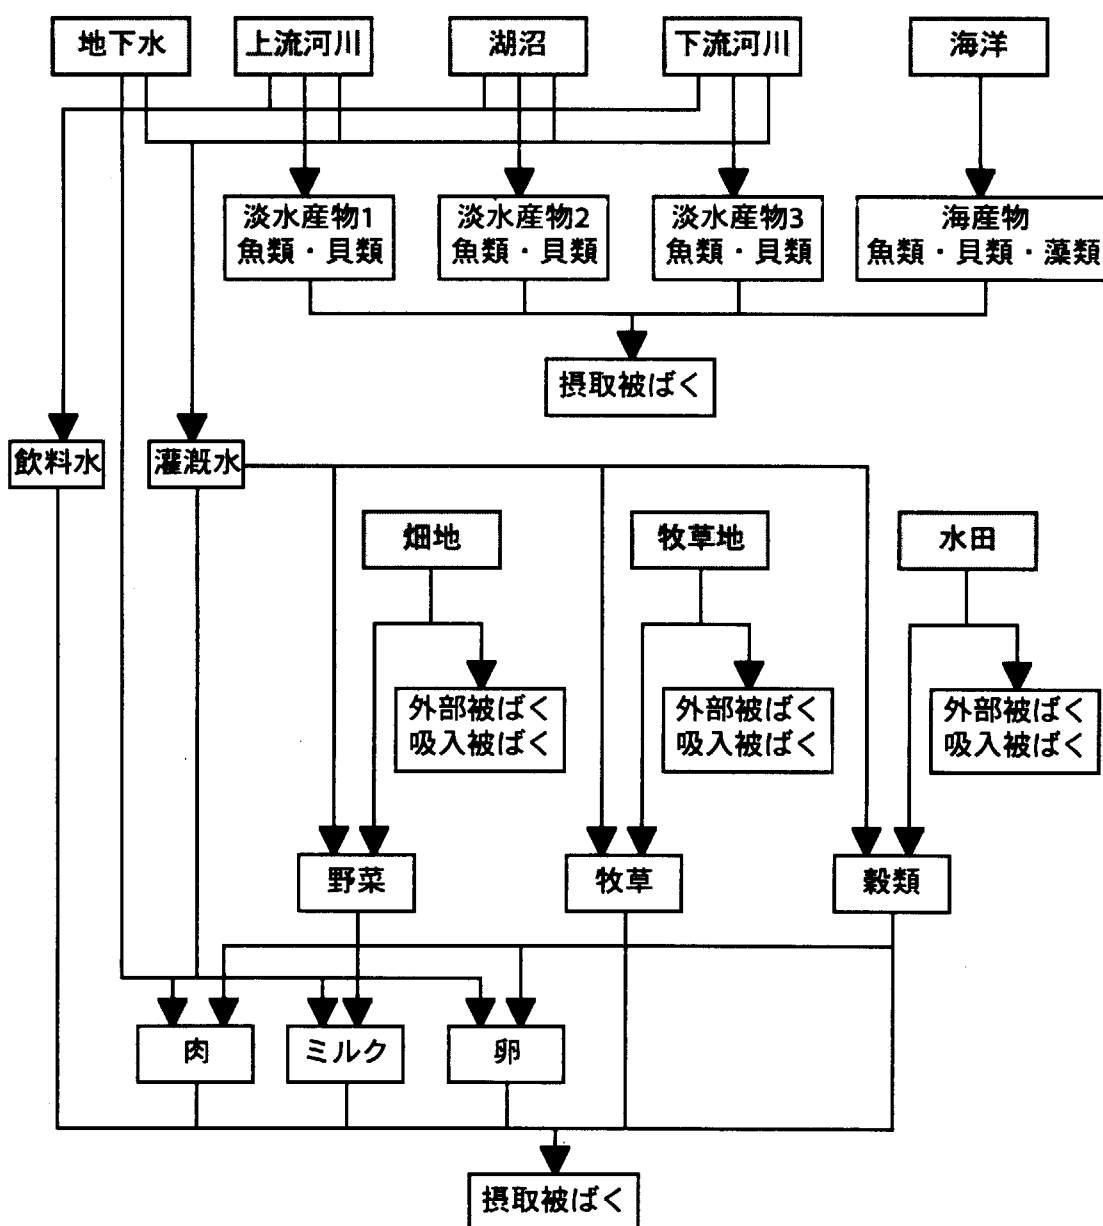 地下水
上流河川
湖沼
下流河川
海洋
淡水産物1
魚類・貝類
淡水産物2
魚類・貝類
淡水産物3
魚類・貝類
海産物
魚類・貝類・藻類
摂取被ばく
飲料水
灌漑水
畑地
牧草地
水田
外部被ばく
吸入被ばく
外部被ばく
吸入被ばく
外部被ばく
吸入被ばく
野菜
牧草
穀類
肉
ミルク
卵
摂取被ばく